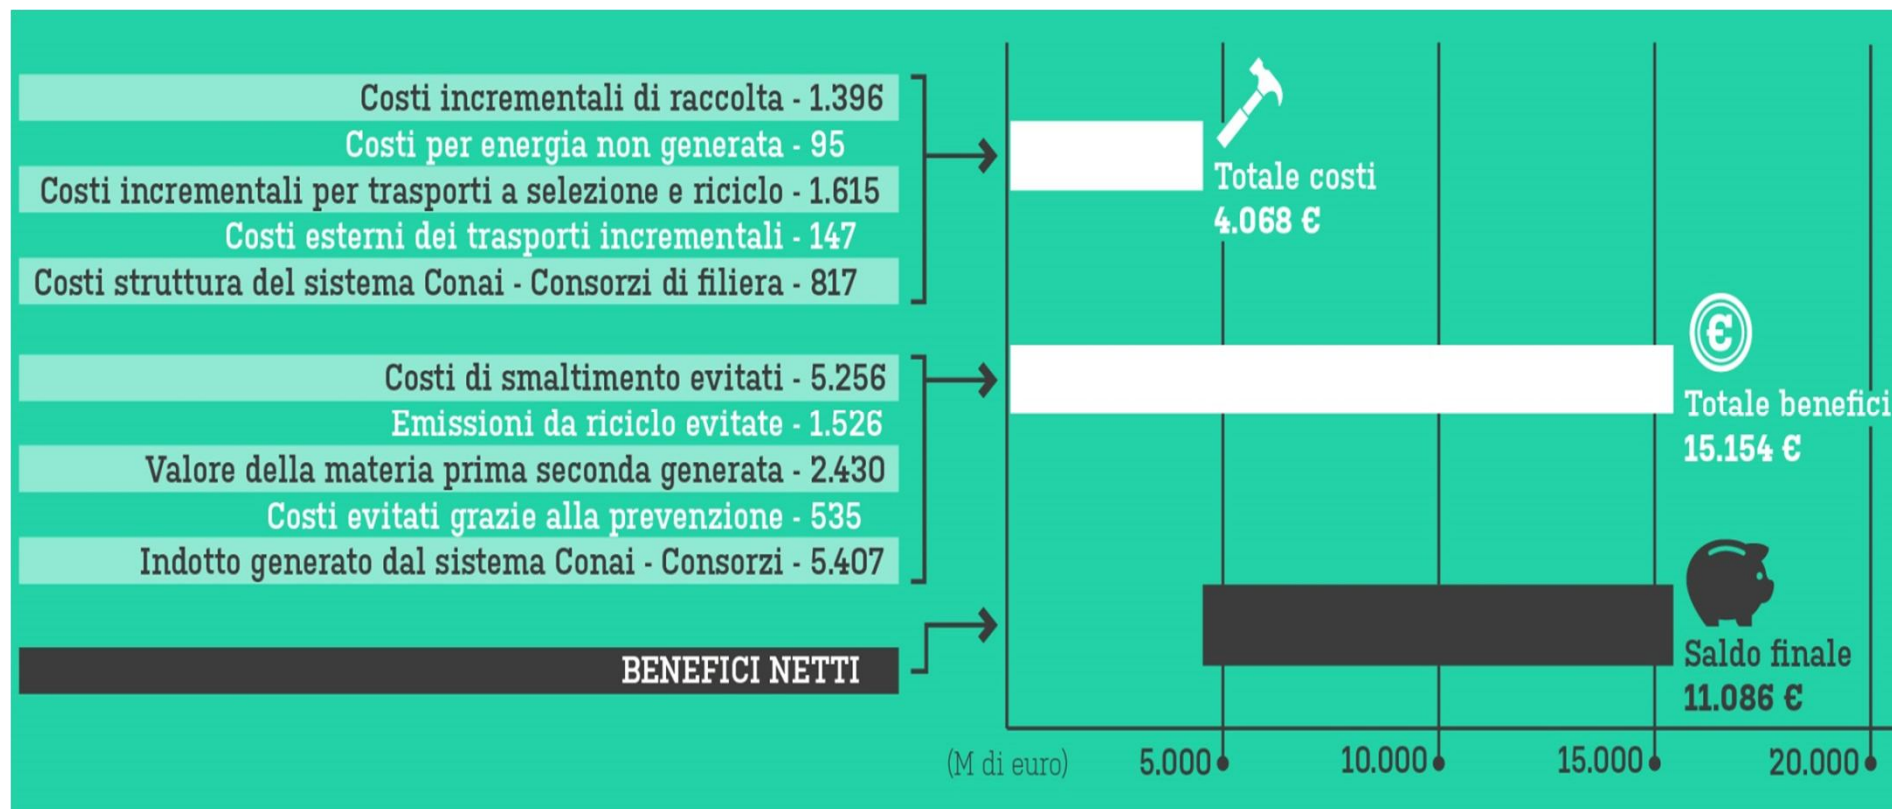 Costi incrementali di raccolta - 1.396
Costi per energia non generata - 95
Costi incrementali per trasporti a selezione e riciclo - 1.615
Costi esterni dei trasporti incrementali - 147
Costi struttura del sistema Conai - Consorzi di filiera - 817
Totale costi
4.068 €
Costi di smaltimento evitati - 5.256
Emissioni da riciclo evitate - 1.526
Valore della materia prima seconda generata - 2.430
Costi evitati grazie alla prevenzione - 535
Indotto generato dal sistema Conai - Consorzi - 5.407
€
Totale benefici
15.154 €
BENEFICI NETTI
Saldo finale
11.086 €
(M di euro) 5.000 10.000 15.000 20.000